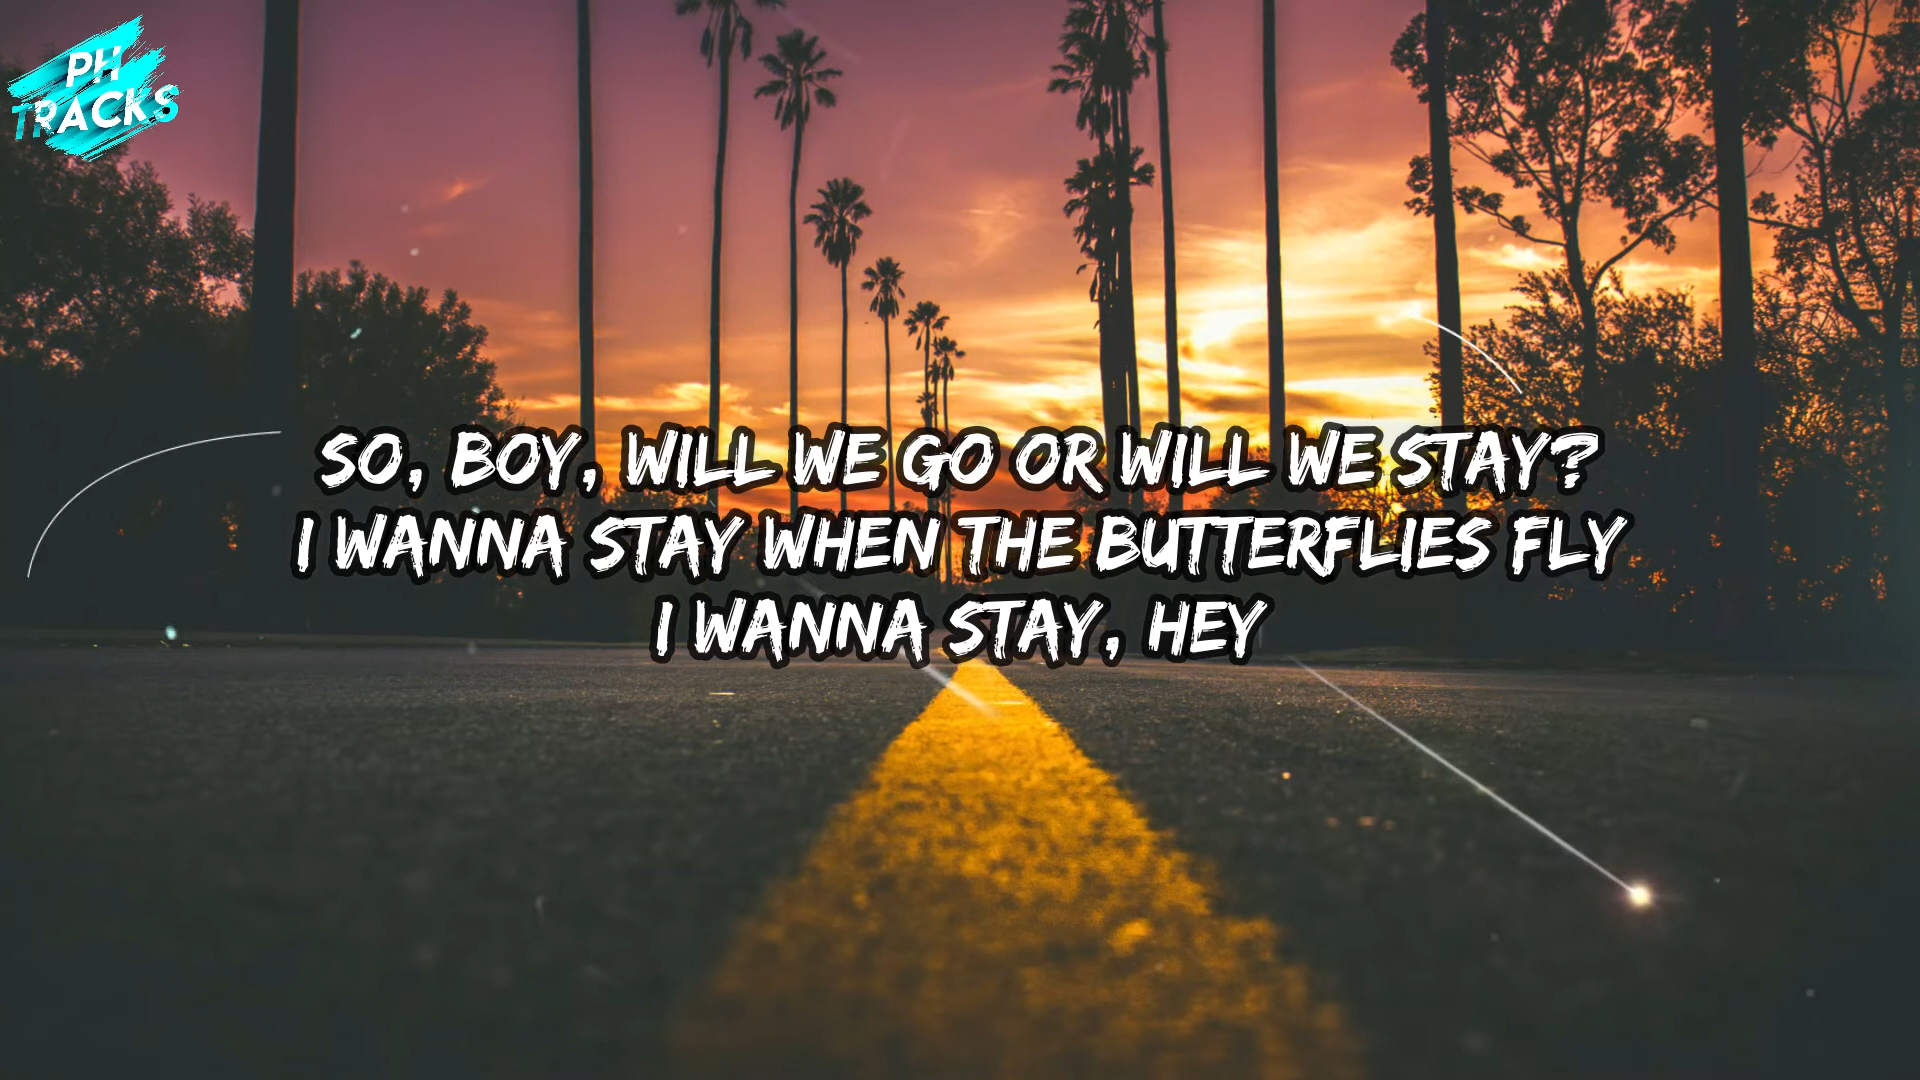 PH
TRACKS
SO, BOY, WILL WE GO OR WILL WE STAY?
I WANNA STAY WHEN THE BUTTERFLIES FLY
I WANNA STAY, HEY